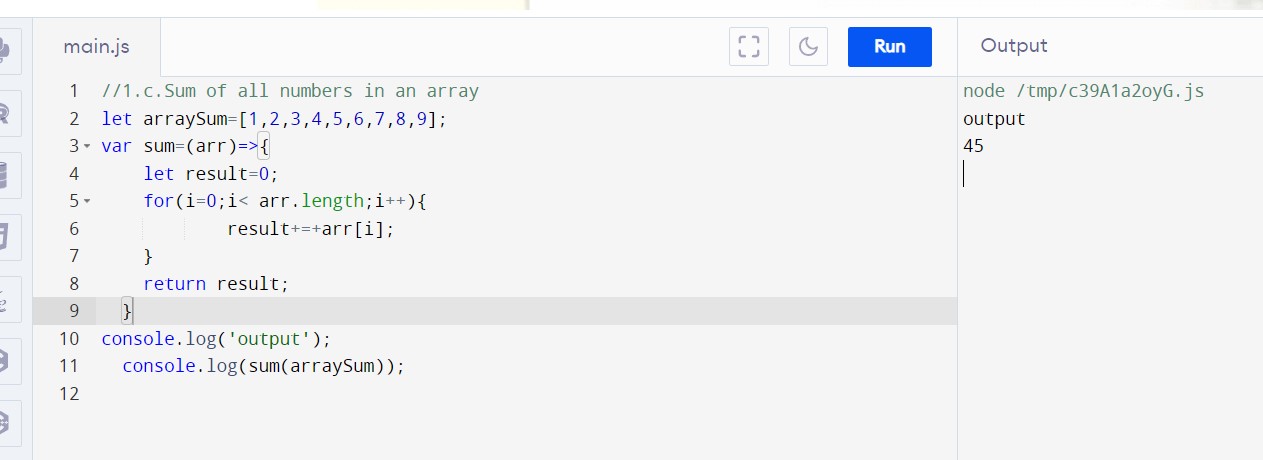 main.js
Run
Output
1 //1.c.Sum of all numbers in an array
2 let arraySum=[1,2,3,4,5,6,7,8,9];
3 var sum=(arr)=>{
4 let result=0;
5 for(i=0;i< arr.length;i++){
6 result+=+arr[i];
7 }
8 return result;
9 }
10 console.log('output');
11 console.log(sum(arraySum));
12
node /tmp/c39A1a2oyG.js
output
45